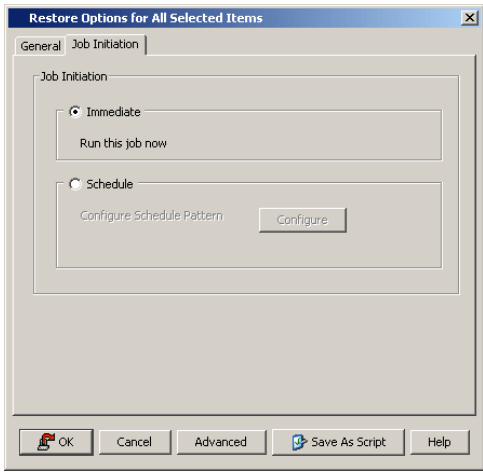 Restore Options for All Selected Items
General Job Initiation
Job Initiation
Immediate
Run this job now
Schedule
Configure Schedule Pattern Configure
OK Cancel Advanced Save As Script Help